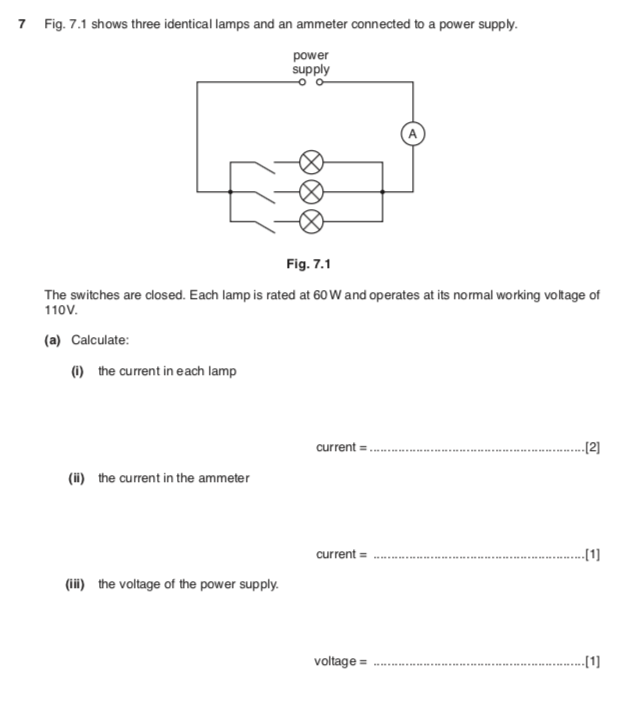 7 Fig. 7.1 shows three identical lamps and an ammeter connected to a power supply.
power
supply
A
Fig. 7.1
The switches are closed. Each lamp is rated at 60 W and operates at its normal working voltage of
110V.
(a) Calculate:
(i) the current in each lamp
current = ............................................................[2]
(ii) the current in the ammeter
current = ...........................................................[1]
(iii) the voltage of the power supply.
voltage = ...........................................................[1]